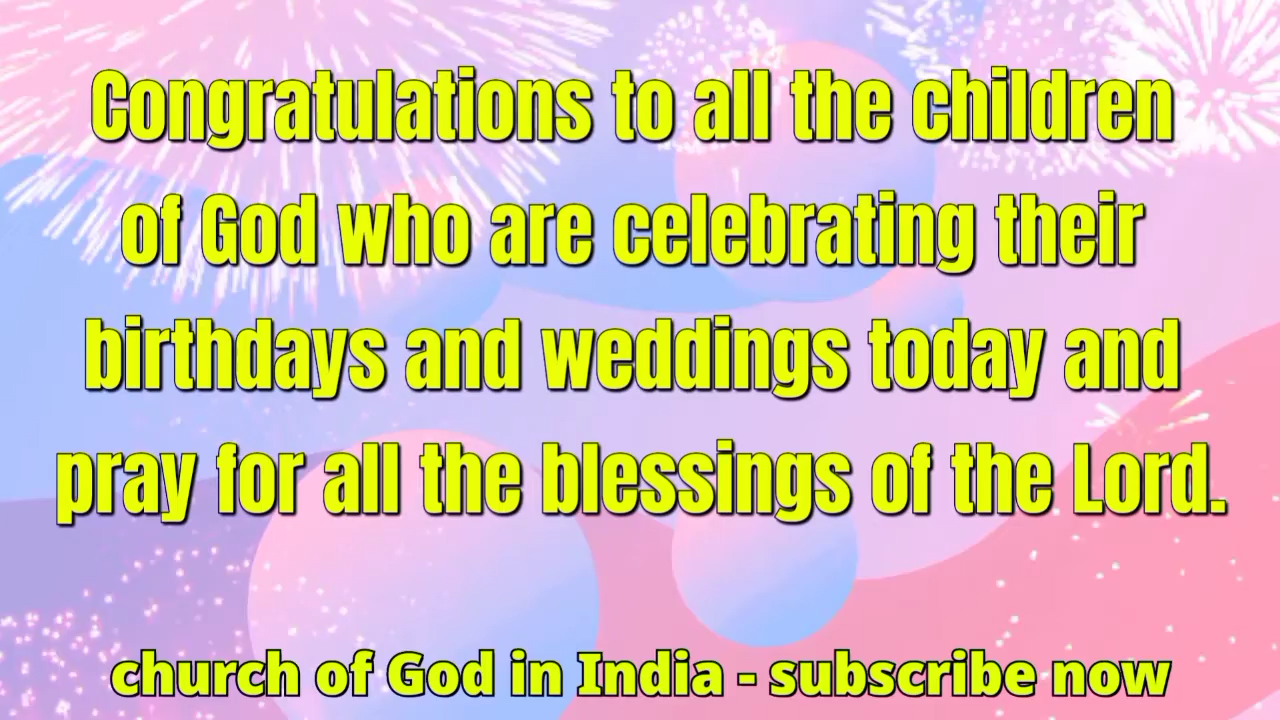 Congratulations to all the children
of God who are celebrating their
birthdays and weddings today and
pray for all the blessings of the Lord.
church of God in India - subscribe now